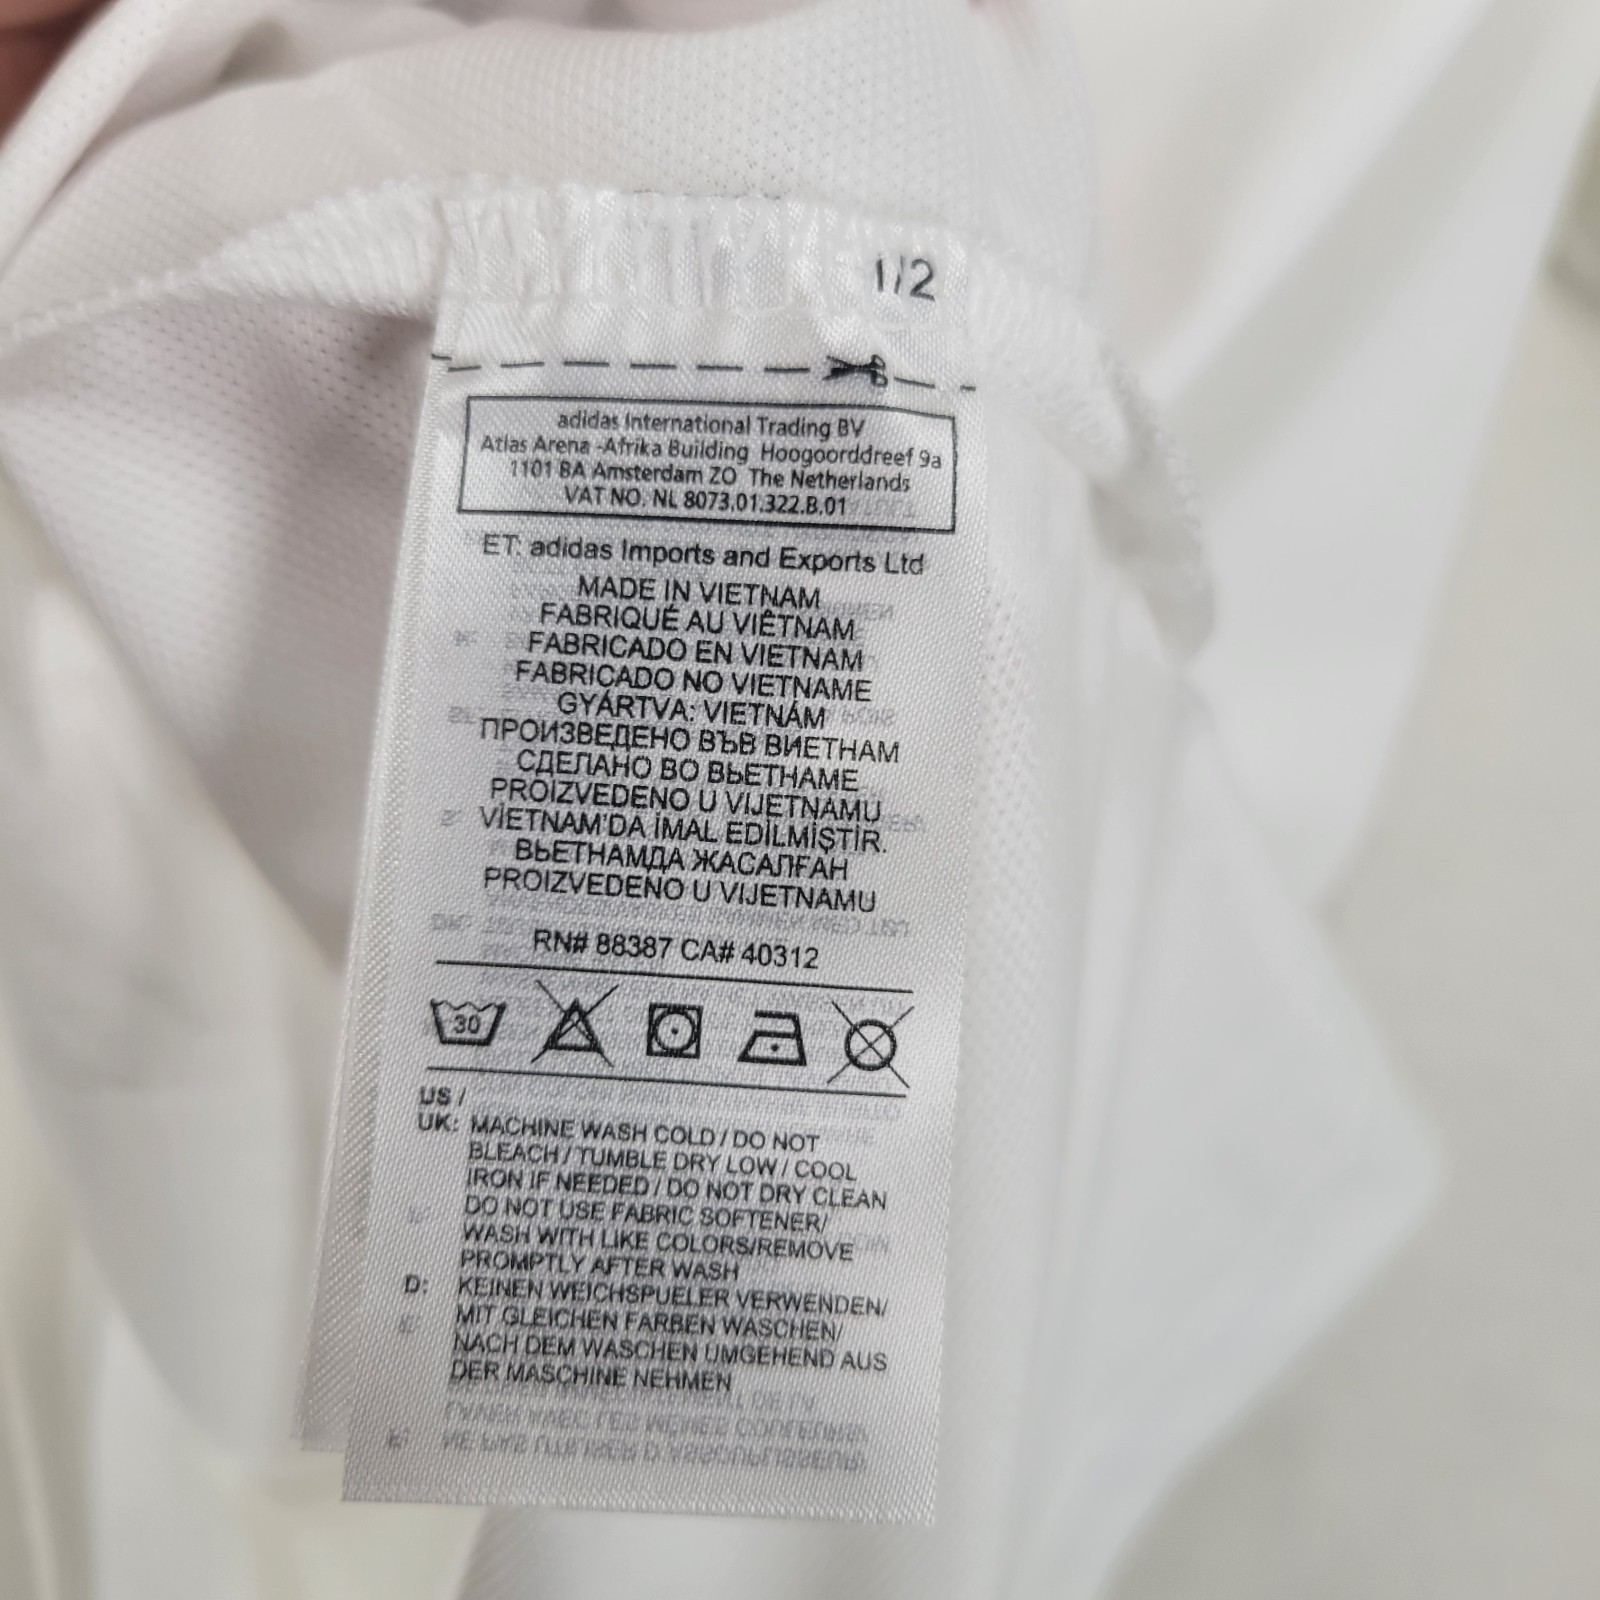 1/2
adidas International Trading BV
Atlas Arena -Afrika Building Hoogoorddreef 9a
1101 BA Amsterdam ZO The Netherlands
VAT NO. NL 8073.01.322.B.01
ET: adidas Imports and Exports Ltd
MADE IN VIETNAM
FABRIQUÉ AU VIÊTNAM
FABRICADO EN VIETNAM
FABRICADO NO VIETNAME
GYÁRTVA: VIETNÁM
ПРОИЗВЕДЕНО ВЪВ ВИЕТНАМ
СДЕЛАНО ВО ВЬЕТНАМЕ
PROIZVEDENO U VIJETNAMU
VİETNAM'DA İMAL EDİLMİŞTİR.
ВЬЕТНАМДА ЖАСАЛҒАН
PROIZVEDENO U VIJETNAMU
RN# 88387 CA# 40312
30
US /
UK: MACHINE WASH COLD / DO NOT
BLEACH / TUMBLE DRY LOW / COOL
IRON IF NEEDED / DO NOT DRY CLEAN
DO NOT USE FABRIC SOFTENER/
WASH WITH LIKE COLORS/REMOVE
PROMPTLY AFTER WASH
D: KEINEN WEICHSPUELER VERWENDEN/
MIT GLEICHEN FARBEN WASCHEN/
NACH DEM WASCHEN UMGEHEND AUS
DER MASCHINE NEHMEN